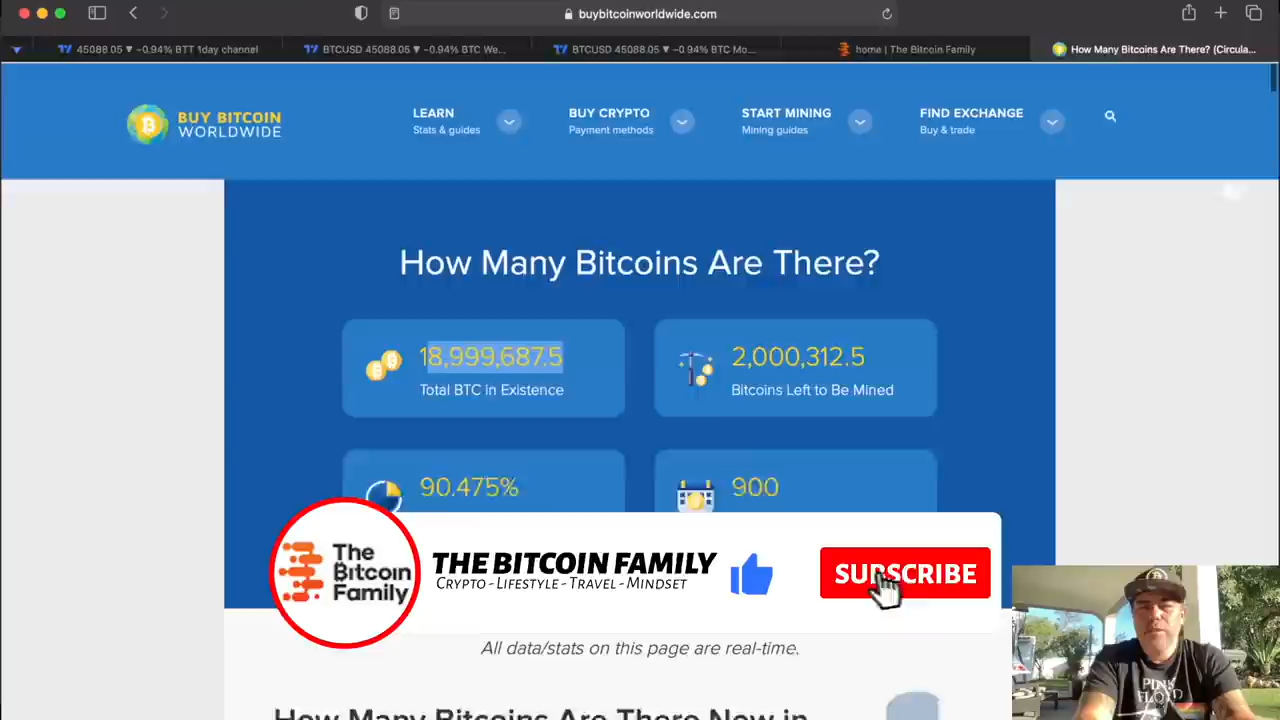 buybitcoinworldwide.com
45088.05 ▼ −0.94% BTT 1day channel
BTCUSD 45088.05 ▼ −0.94% BTC We...
BTCUSD 45088.05 ▼ −0.94% BTC Mo...
home | The Bitcoin Family
How Many Bitcoins Are There? (Circula...
BUY BITCOIN
WORLDWIDE
LEARN
Stats & guides
BUY CRYPTO
Payment methods
START MINING
Mining guides
FIND EXCHANGE
Buy & trade
How Many Bitcoins Are There?
18,999,687.5
Total BTC in Existence
2,000,312.5
Bitcoins Left to Be Mined
90.475%
900
The
Bitcoin
Family
THE BITCOIN FAMILY
CRYPTO - LIFESTYLE - TRAVEL - MINDSET
SUBSCRIBE
All data/stats on this page are real-time.
How Many Bitcoins Are There Now in
PINK
FLOYD